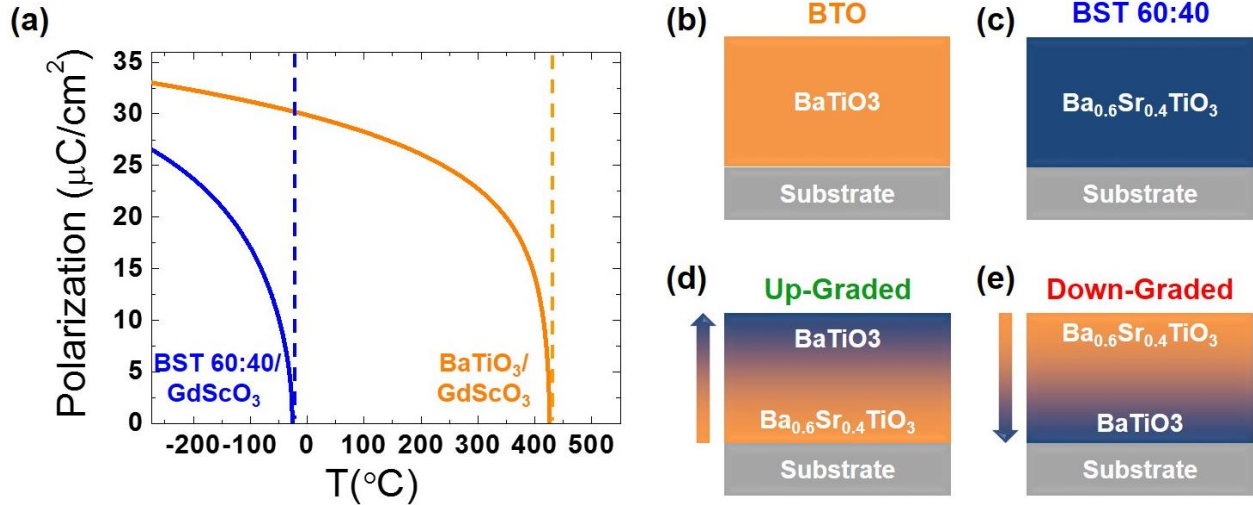 (a)
Polarization (μC/cm²)
35
30
25
20
15
10
5
0
-200 -100 0 100 200 300 400 500
T(°C)
BST 60:40/
GdScO₃
BaTiO₃/
GdScO₃
(b)
BTO
BaTiO3
Substrate
(c)
BST 60:40
Ba₀.₆Sr₀.₄TiO₃
Substrate
(d)
Up-Graded
BaTiO3
Ba₀.₆Sr₀.₄TiO₃
Substrate
(e)
Down-Graded
Ba₀.₆Sr₀.₄TiO₃
BaTiO3
Substrate